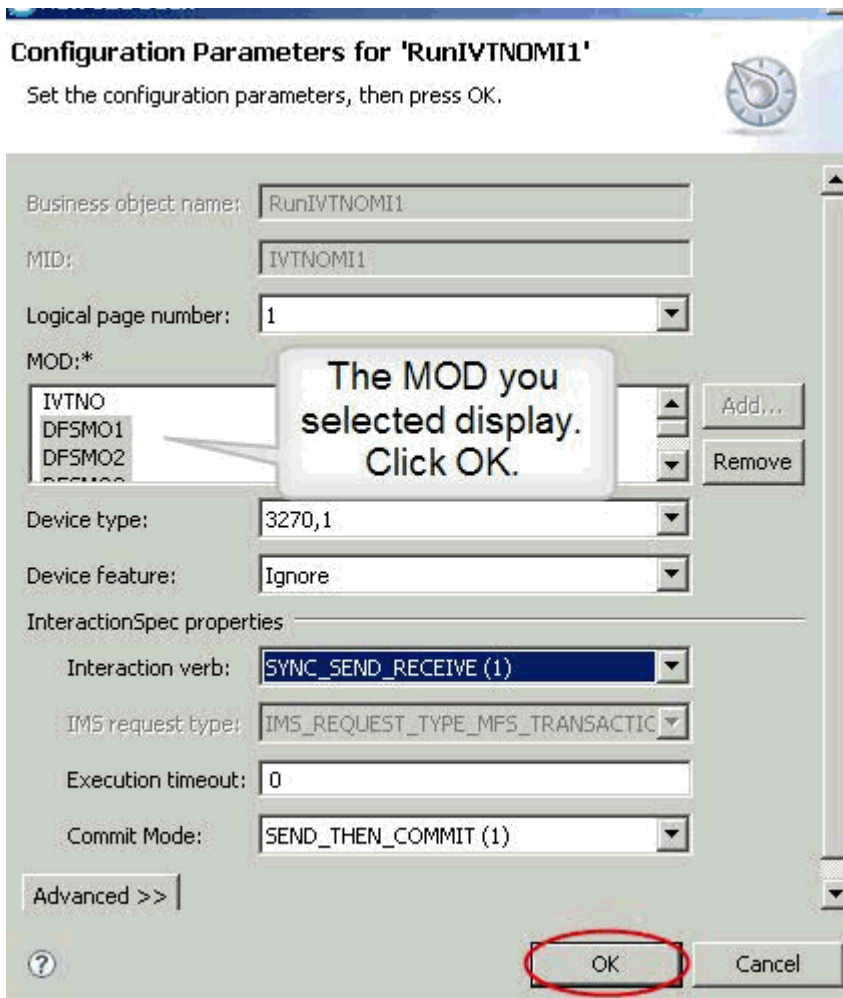 Configuration Parameters for 'RunIVTNOMI1'
Set the configuration parameters, then press OK.
Business object name: RunIVTNOMI1
MID: IVTNOMI1
Logical page number: 1
MOD:*
IVTNO
DFSMO1
DFSMO2
The MOD you
selected display.
Click OK.
Add...
Remove
Device type: 3270,1
Device feature: Ignore
InteractionSpec properties
Interaction verb: SYNC_SEND_RECEIVE (1)
IMS request type: IMS_REQUEST_TYPE_MFS_TRANSACTIC
Execution timeout: 0
Commit Mode: SEND_THEN_COMMIT (1)
Advanced >>
?
OK
Cancel